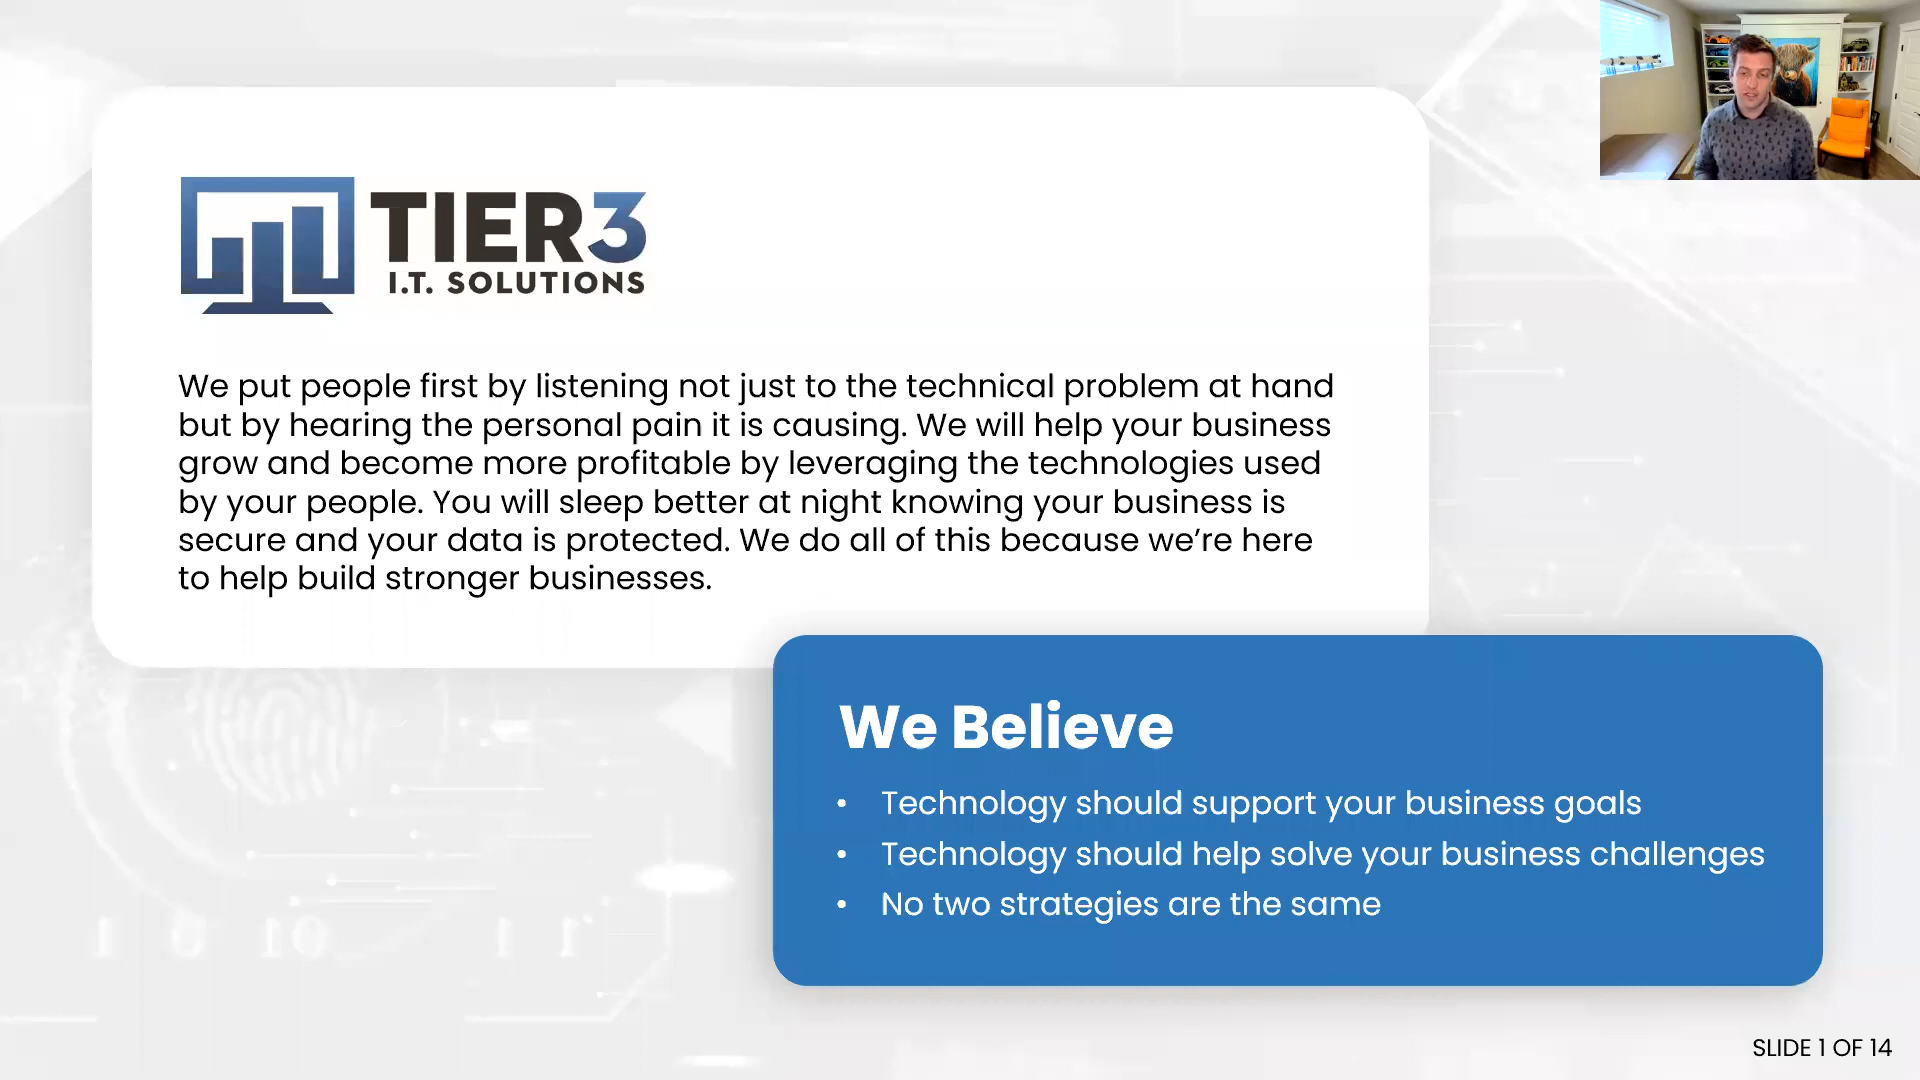 TIER3
I.T. SOLUTIONS
We put people first by listening not just to the technical problem at hand
but by hearing the personal pain it is causing. We will help your business
grow and become more profitable by leveraging the technologies used
by your people. You will sleep better at night knowing your business is
secure and your data is protected. We do all of this because we’re here
to help build stronger businesses.
We Believe
• Technology should support your business goals
• Technology should help solve your business challenges
• No two strategies are the same
SLIDE 1 OF 14